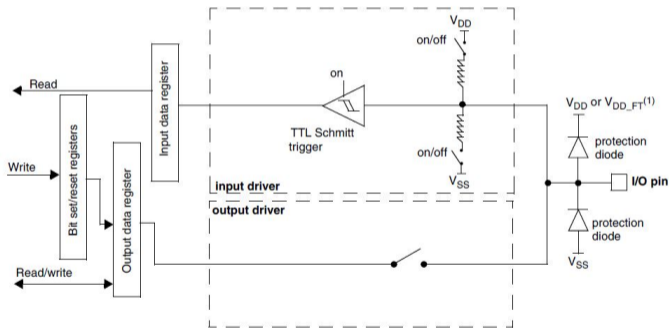 V_DD
on/off
Read
on
V_DD or V_DD_FT(1)
Input data register
TTL Schmitt
trigger
protection
diode
on/off
Bit set/reset registers
Write
Output data register
V_SS
I/O pin
input driver
output driver
protection
diode
V_SS
Read/write